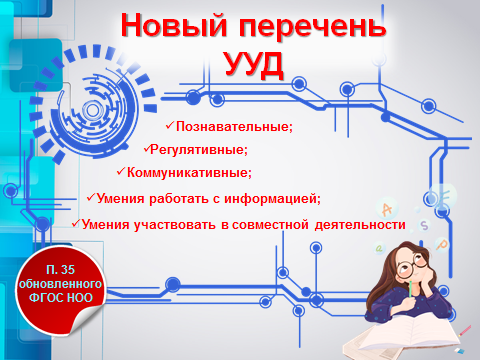 Новый перечень
УУД
✓Познавательные;
✓Регулятивные;
✓Коммуникативные;
✓Умения работать с информацией;
✓Умения участвовать в совместной деятельности
П. 35
обновленного
ФГОС НОО